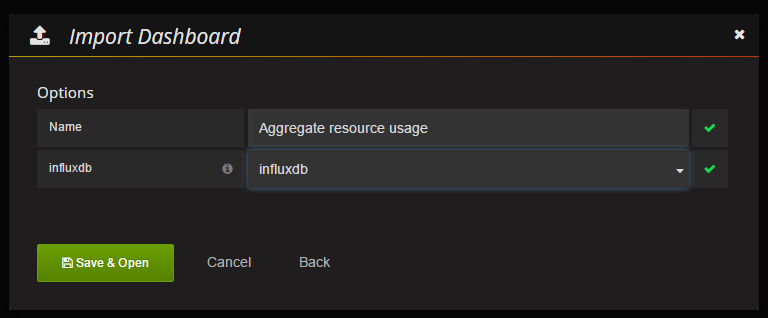 Import Dashboard
Options
Name
Aggregate resource usage
influxdb
influxdb
Save & Open
Cancel
Back